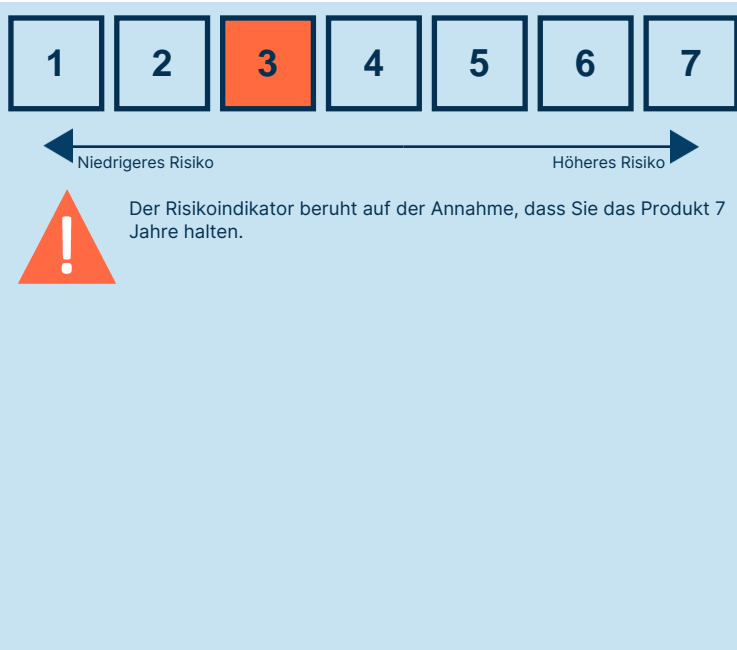 1 2 3 4 5 6 7
Niedrigeres Risiko Höheres Risiko
Der Risikoindikator beruht auf der Annahme, dass Sie das Produkt 7
Jahre halten.
!